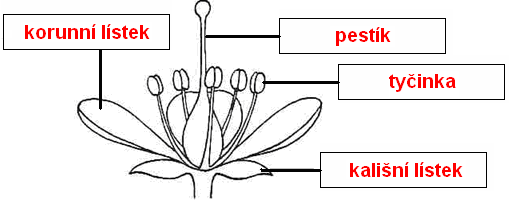 korunní lístek
pestík
tyčinka
kališní lístek